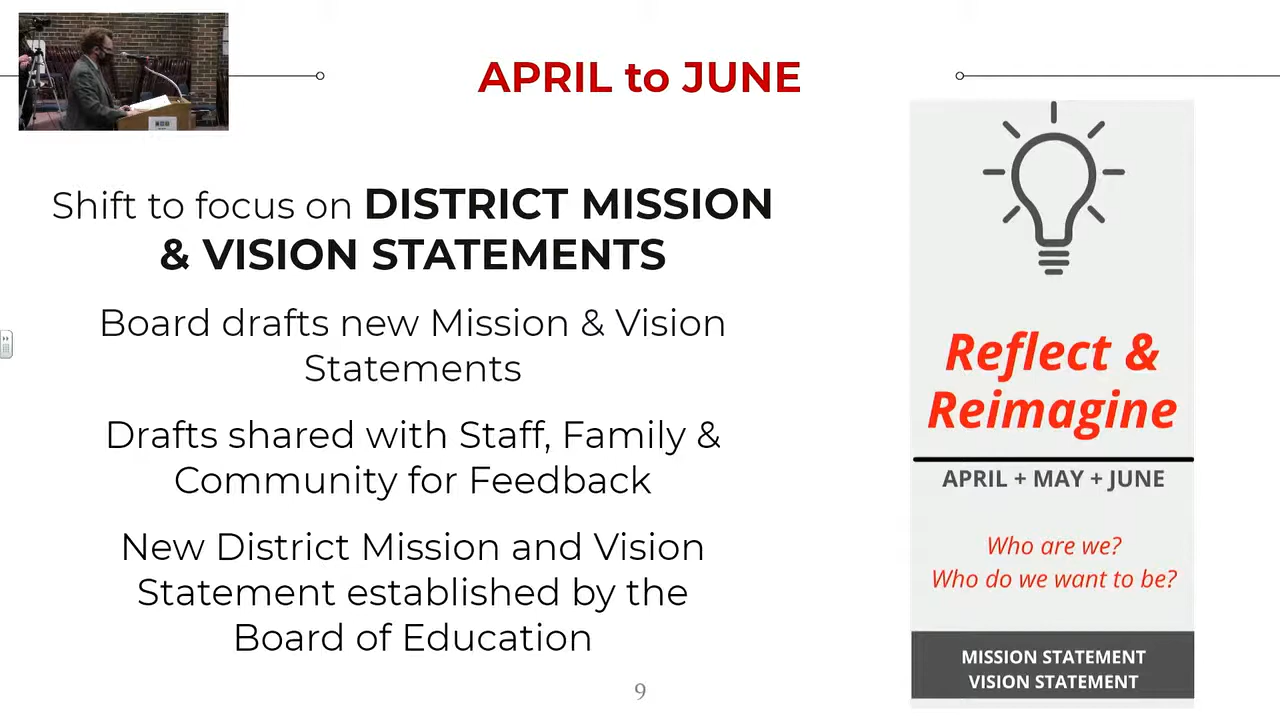 APRIL to JUNE
Shift to focus on DISTRICT MISSION
& VISION STATEMENTS
Board drafts new Mission & Vision
Statements
Drafts shared with Staff, Family &
Community for Feedback
New District Mission and Vision
Statement established by the
Board of Education
9
Reflect &
Reimagine
APRIL + MAY + JUNE
Who are we?
Who do we want to be?
MISSION STATEMENT
VISION STATEMENT